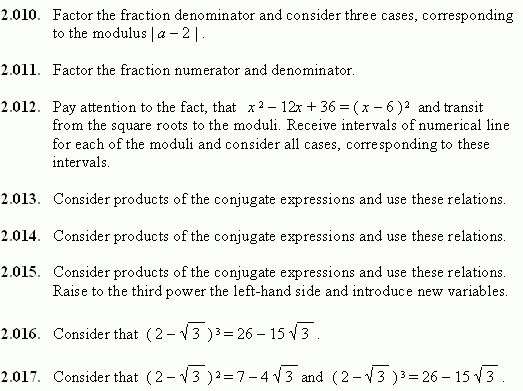 2.010. Factor the fraction denominator and consider three cases, corresponding
to the modulus | a – 2 | .
2.011. Factor the fraction numerator and denominator.
2.012. Pay attention to the fact, that x² – 12x + 36 = ( x – 6 )² and transit
from the square roots to the moduli. Receive intervals of numerical line
for each of the moduli and consider all cases, corresponding to these
intervals.
2.013. Consider products of the conjugate expressions and use these relations.
2.014. Consider products of the conjugate expressions and use these relations.
2.015. Consider products of the conjugate expressions and use these relations.
Raise to the third power the left-hand side and introduce new variables.
2.016. Consider that ( 2 – √3 )³ = 26 – 15 √3 .
2.017. Consider that ( 2 – √3 )² = 7 – 4 √3 and ( 2 – √3 )³ = 26 – 15 √3 .